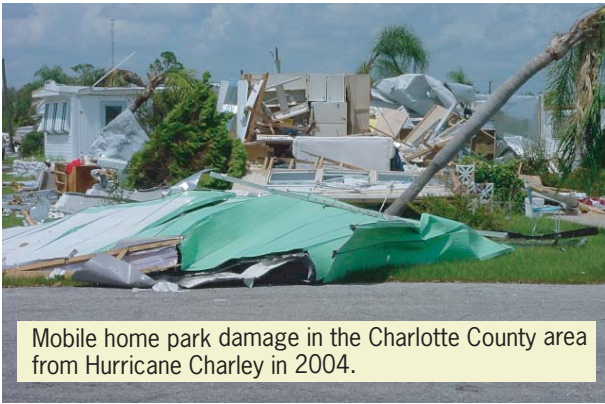 Mobile home park damage in the Charlotte County area
from Hurricane Charley in 2004.